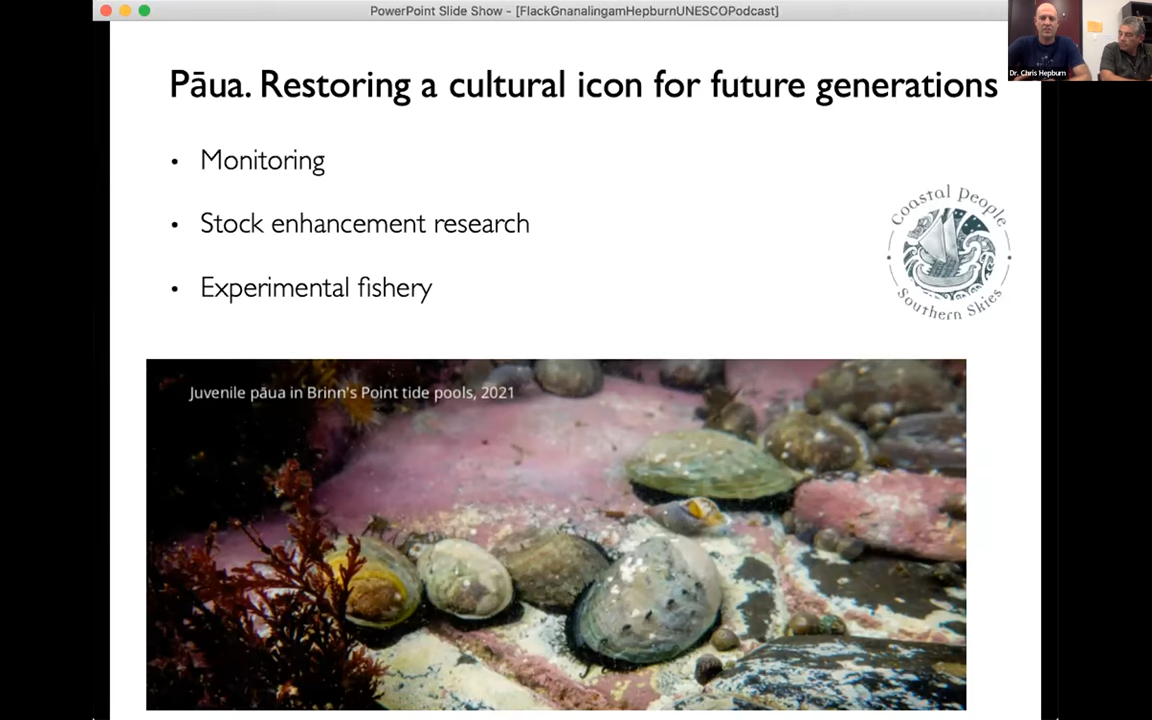 PowerPoint Slide Show - [FlackGnanalingamHepburnUNESCOPodcast]
Dr. Chris Hepburn
Pāua. Restoring a cultural icon for future generations
• Monitoring
• Stock enhancement research
• Experimental fishery
Coastal People
Southern Skies
Juvenile pāua in Brinn's Point tide pools, 2021